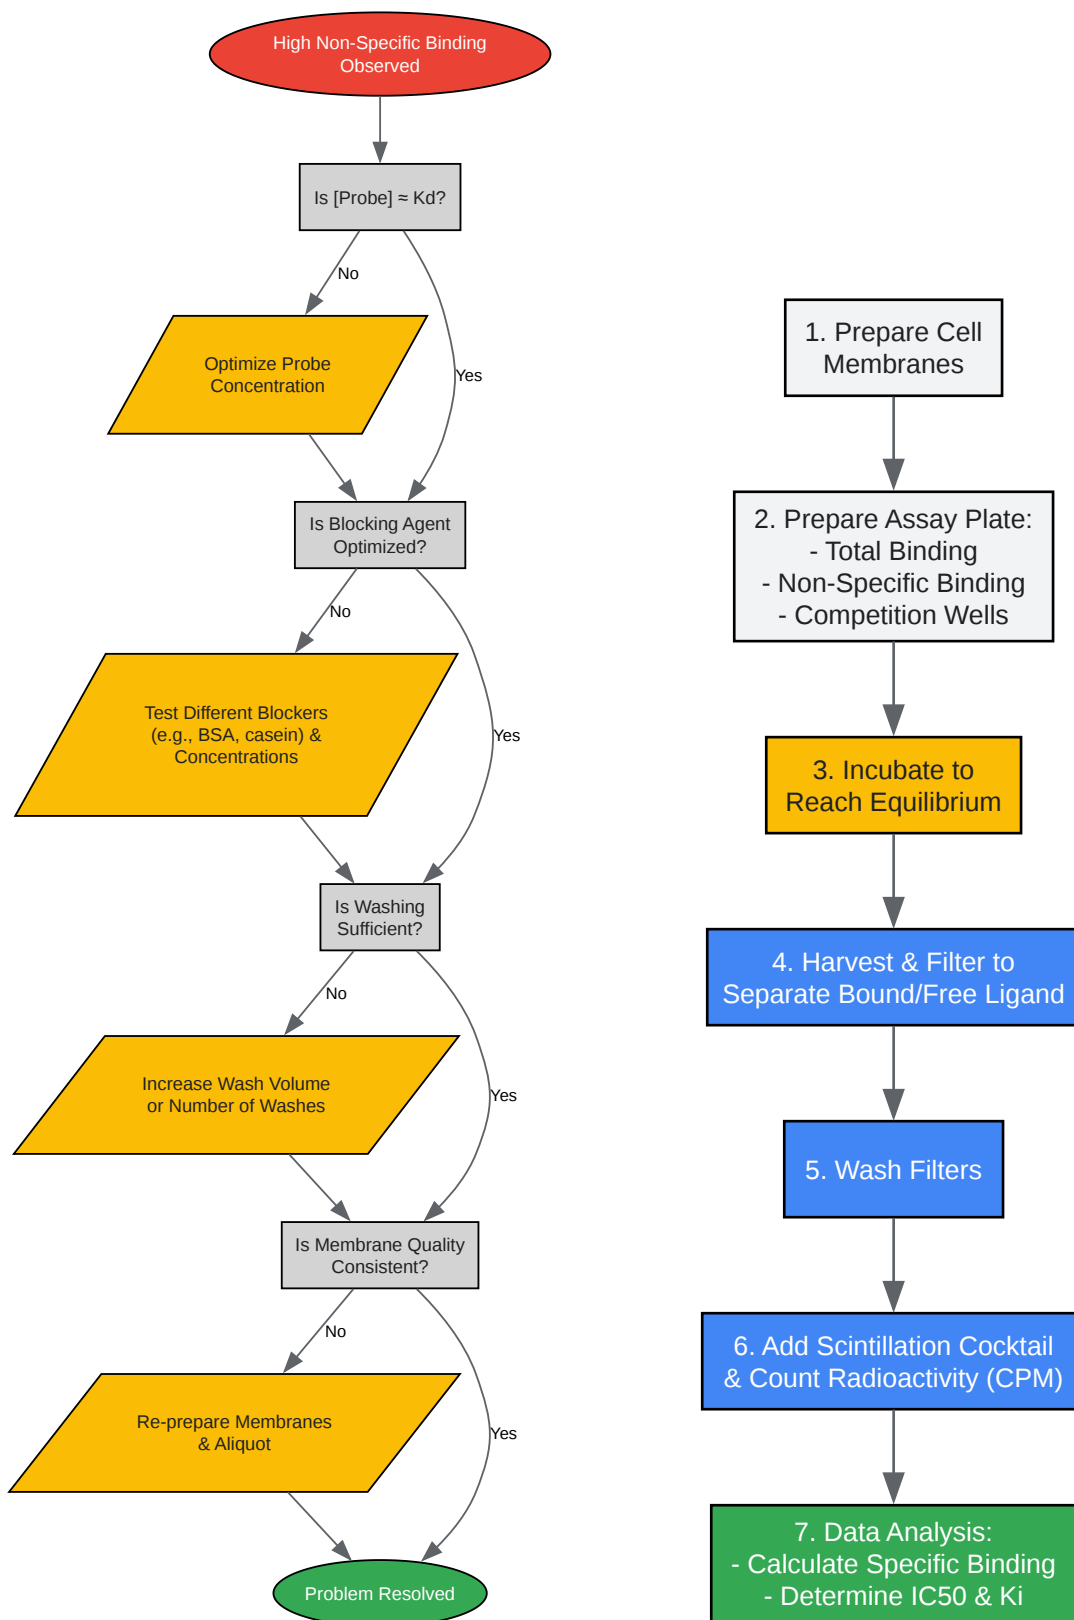 High Non-Specific Binding
Observed
Is [Probe] ≈ Kd?
No
Yes
Optimize Probe
Concentration
Is Blocking Agent
Optimized?
No
Yes
Test Different Blockers
(e.g., BSA, casein) &
Concentrations
Is Washing
Sufficient?
No
Yes
Increase Wash Volume
or Number of Washes
Is Membrane Quality
Consistent?
No
Yes
Re-prepare Membranes
& Aliquot
Problem Resolved
1. Prepare Cell
Membranes
2. Prepare Assay Plate:
- Total Binding
- Non-Specific Binding
- Competition Wells
3. Incubate to
Reach Equilibrium
4. Harvest & Filter to
Separate Bound/Free Ligand
5. Wash Filters
6. Add Scintillation Cocktail
& Count Radioactivity (CPM)
7. Data Analysis:
- Calculate Specific Binding
- Determine IC50 & Ki